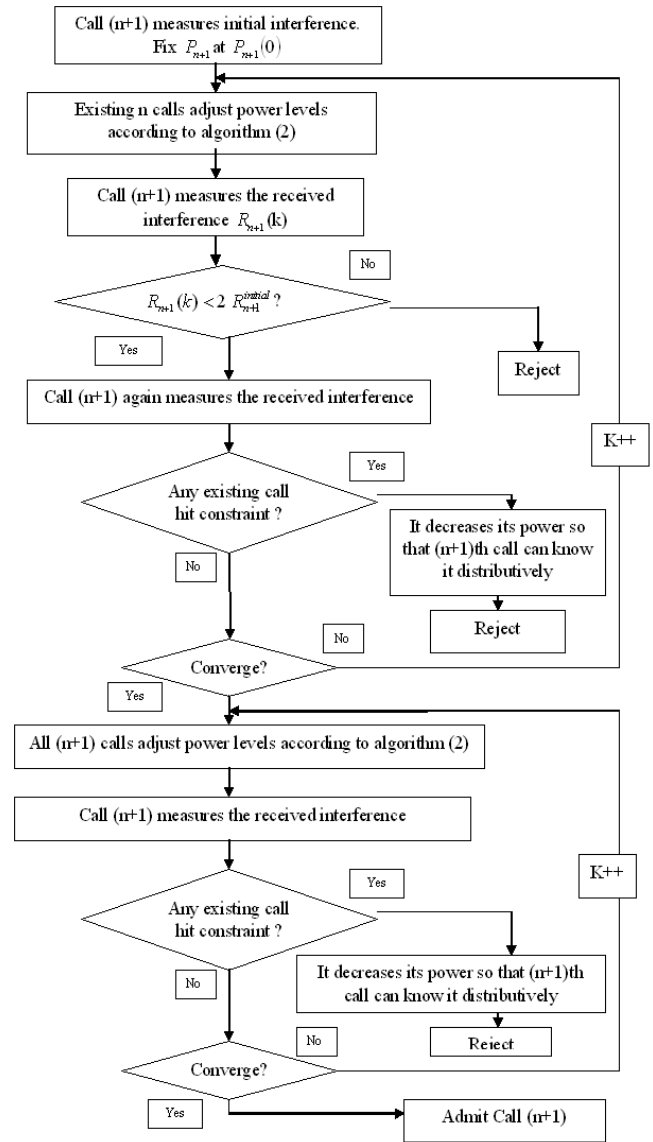 Call (n+1) measures initial interference.
Fix P_{n+1} at P_{n+1}(0)
Existing n calls adjust power levels
according to algorithm (2)
Call (n+1) measures the received
interference R_{n+1}(k)
No
R_{n+1}(k) < 2 R_{n+1}^{initial} ?
Yes
Reject
Call (n+1) again measures the received interference
K++
Yes
Any existing call
hit constraint ?
It decreases its power so
that (n+1)th call can know
it distributively
No
Reject
No
Converge?
Yes
All (n+1) calls adjust power levels according to algorithm (2)
Call (n+1) measures the received interference
K++
Yes
Any existing call
hit constraint ?
It decreases its power so that (n+1)th
call can know it distributively
No
Reject
No
Converge?
Yes
Admit Call (n+1)